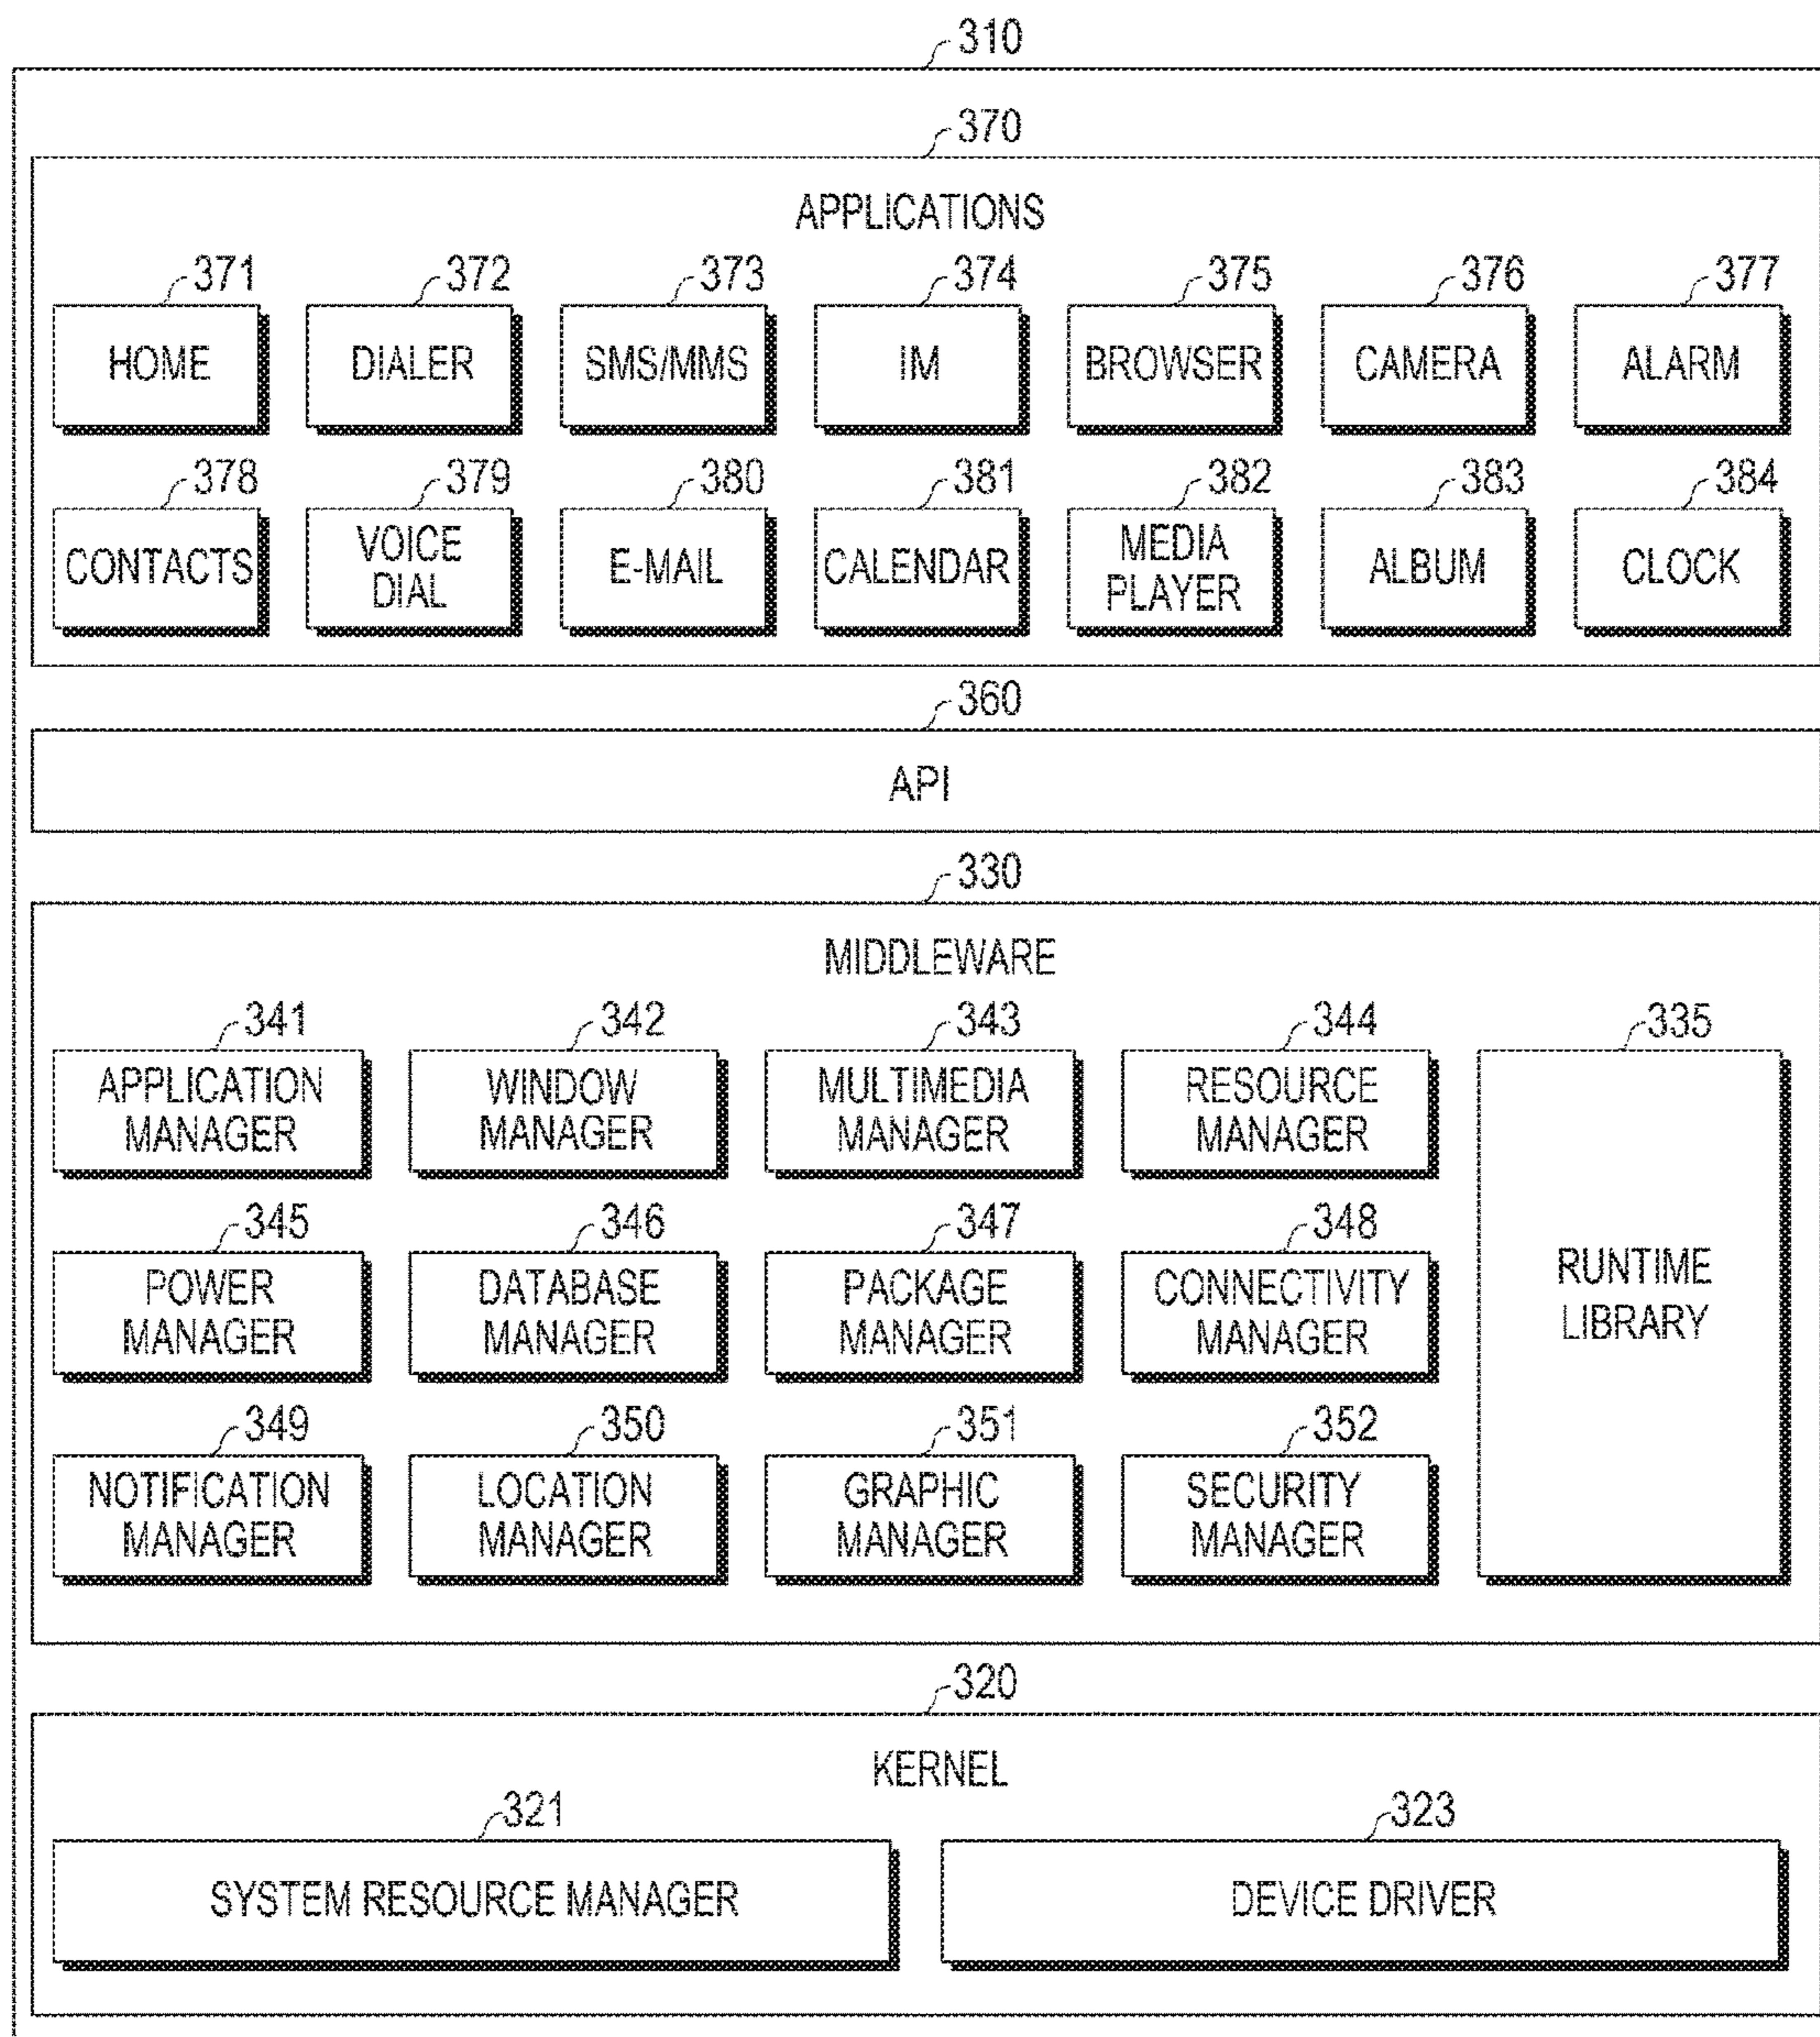 310
370
APPLICATIONS
371 372 373 374 375 376 377
HOME DIALER SMS/MMS IM BROWSER CAMERA ALARM
378 379 380 381 382 383 384
CONTACTS VOICE DIAL E-MAIL CALENDAR MEDIA PLAYER ALBUM CLOCK
360
API
330
MIDDLEWARE
341 342 343 344 335
APPLICATION MANAGER WINDOW MANAGER MULTIMEDIA MANAGER RESOURCE MANAGER
345 346 347 348
POWER MANAGER DATABASE MANAGER PACKAGE MANAGER CONNECTIVITY MANAGER RUNTIME LIBRARY
349 350 351 352
NOTIFICATION MANAGER LOCATION MANAGER GRAPHIC MANAGER SECURITY MANAGER
320
KERNEL
321 323
SYSTEM RESOURCE MANAGER DEVICE DRIVER